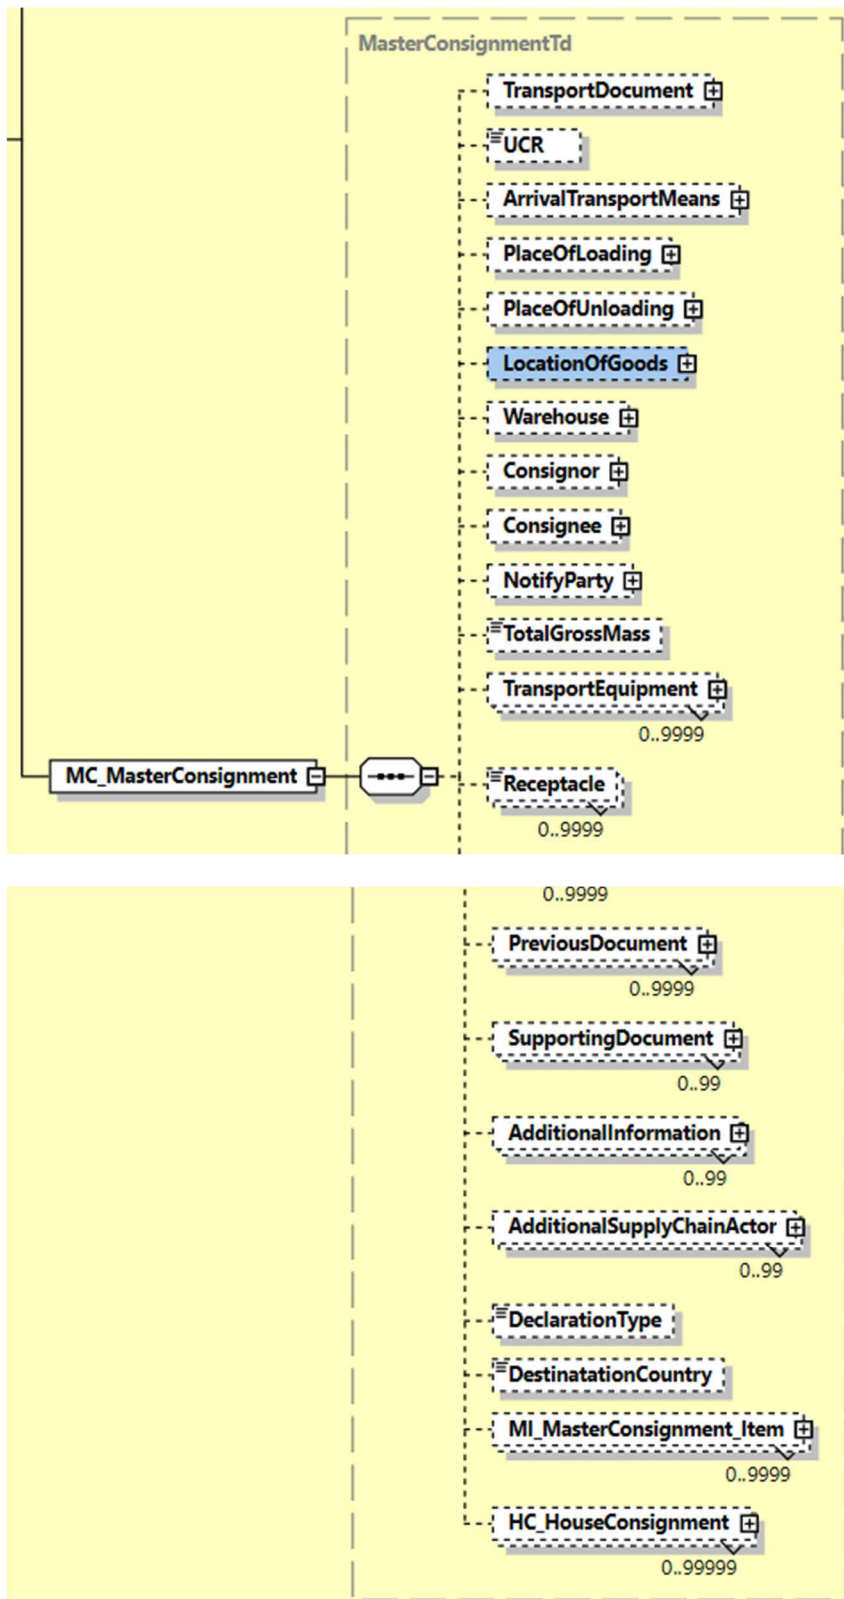 MasterConsignmentTd
TransportDocument
UCR
ArrivalTransportMeans
PlaceOfLoading
PlaceOfUnloading
LocationOfGoods
Warehouse
Consignor
Consignee
NotifyParty
TotalGrossMass
TransportEquipment
0..9999
MC_MasterConsignment
Receptacle
0..9999
0..9999
PreviousDocument
0..9999
SupportingDocument
0..99
AdditionalInformation
0..99
AdditionalSupplyChainActor
0..99
DeclarationType
DestinatationCountry
MI_MasterConsignment_Item
0..9999
HC_HouseConsignment
0..99999